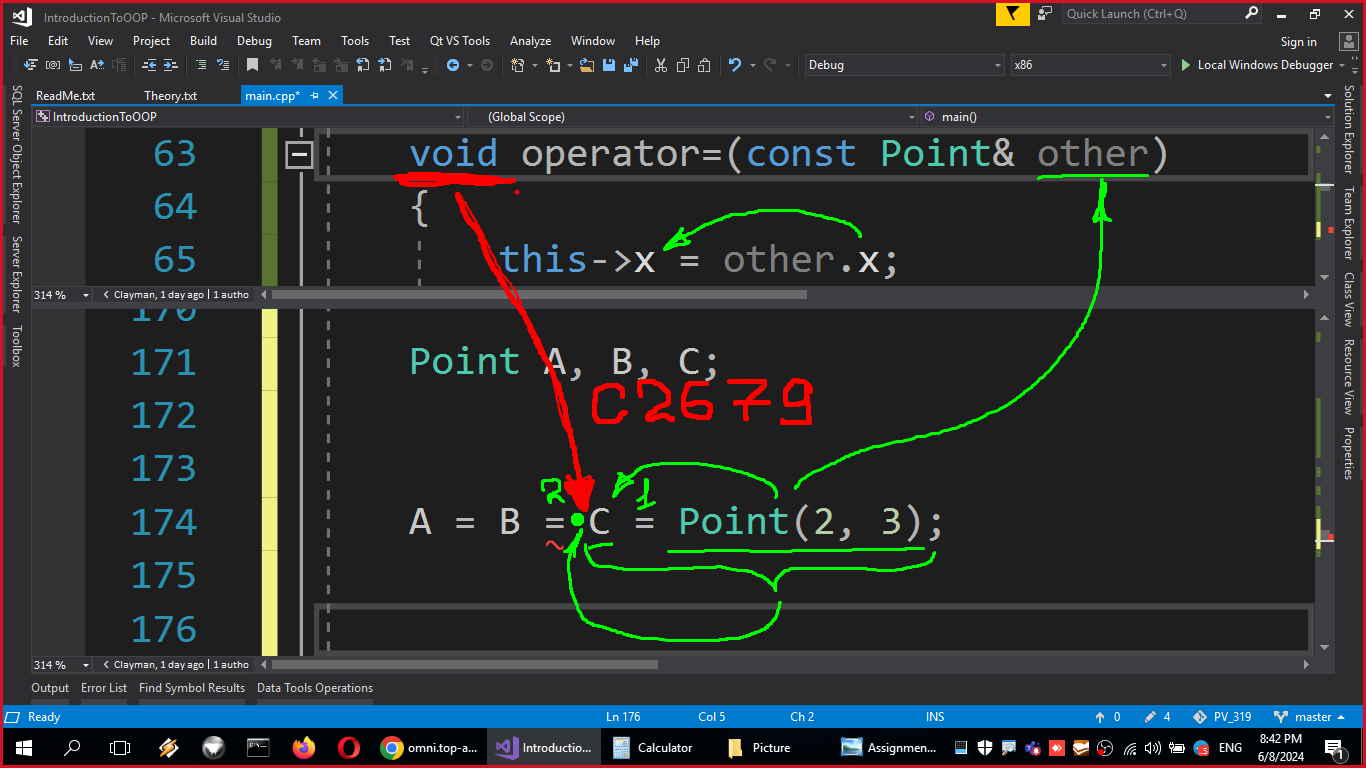 IntroductionToOOP - Microsoft Visual Studio
Quick Launch (Ctrl+Q)
File Edit View Project Build Debug Team Tools Test Qt VS Tools Analyze Window Help
Sign in
Debug x86 Local Windows Debugger
ReadMe.txt Theory.txt main.cpp*
IntroductionToOOP (Global Scope) main()
SQL Server Object Explorer
Server Explorer
Toolbox
63 void operator=(const Point& other)
64 {
65 this->x = other.x;
314 % Clayman, 1 day ago | 1 autho
170
171 Point A, B, C;
172
C2679
173
2 1
174 A = B = C = Point(2, 3);
175
176
314 % Clayman, 1 day ago | 1 autho
Solution Explorer
Team Explorer
Class View
Resource View
Properties
Output Error List Find Symbol Results Data Tools Operations
Ready Ln 176 Col 5 Ch 2 INS 0 4 PV_319 master
omni.top-a... Introductio... Calculator Picture Assignmen... ENG 8:42 PM
6/8/2024
1